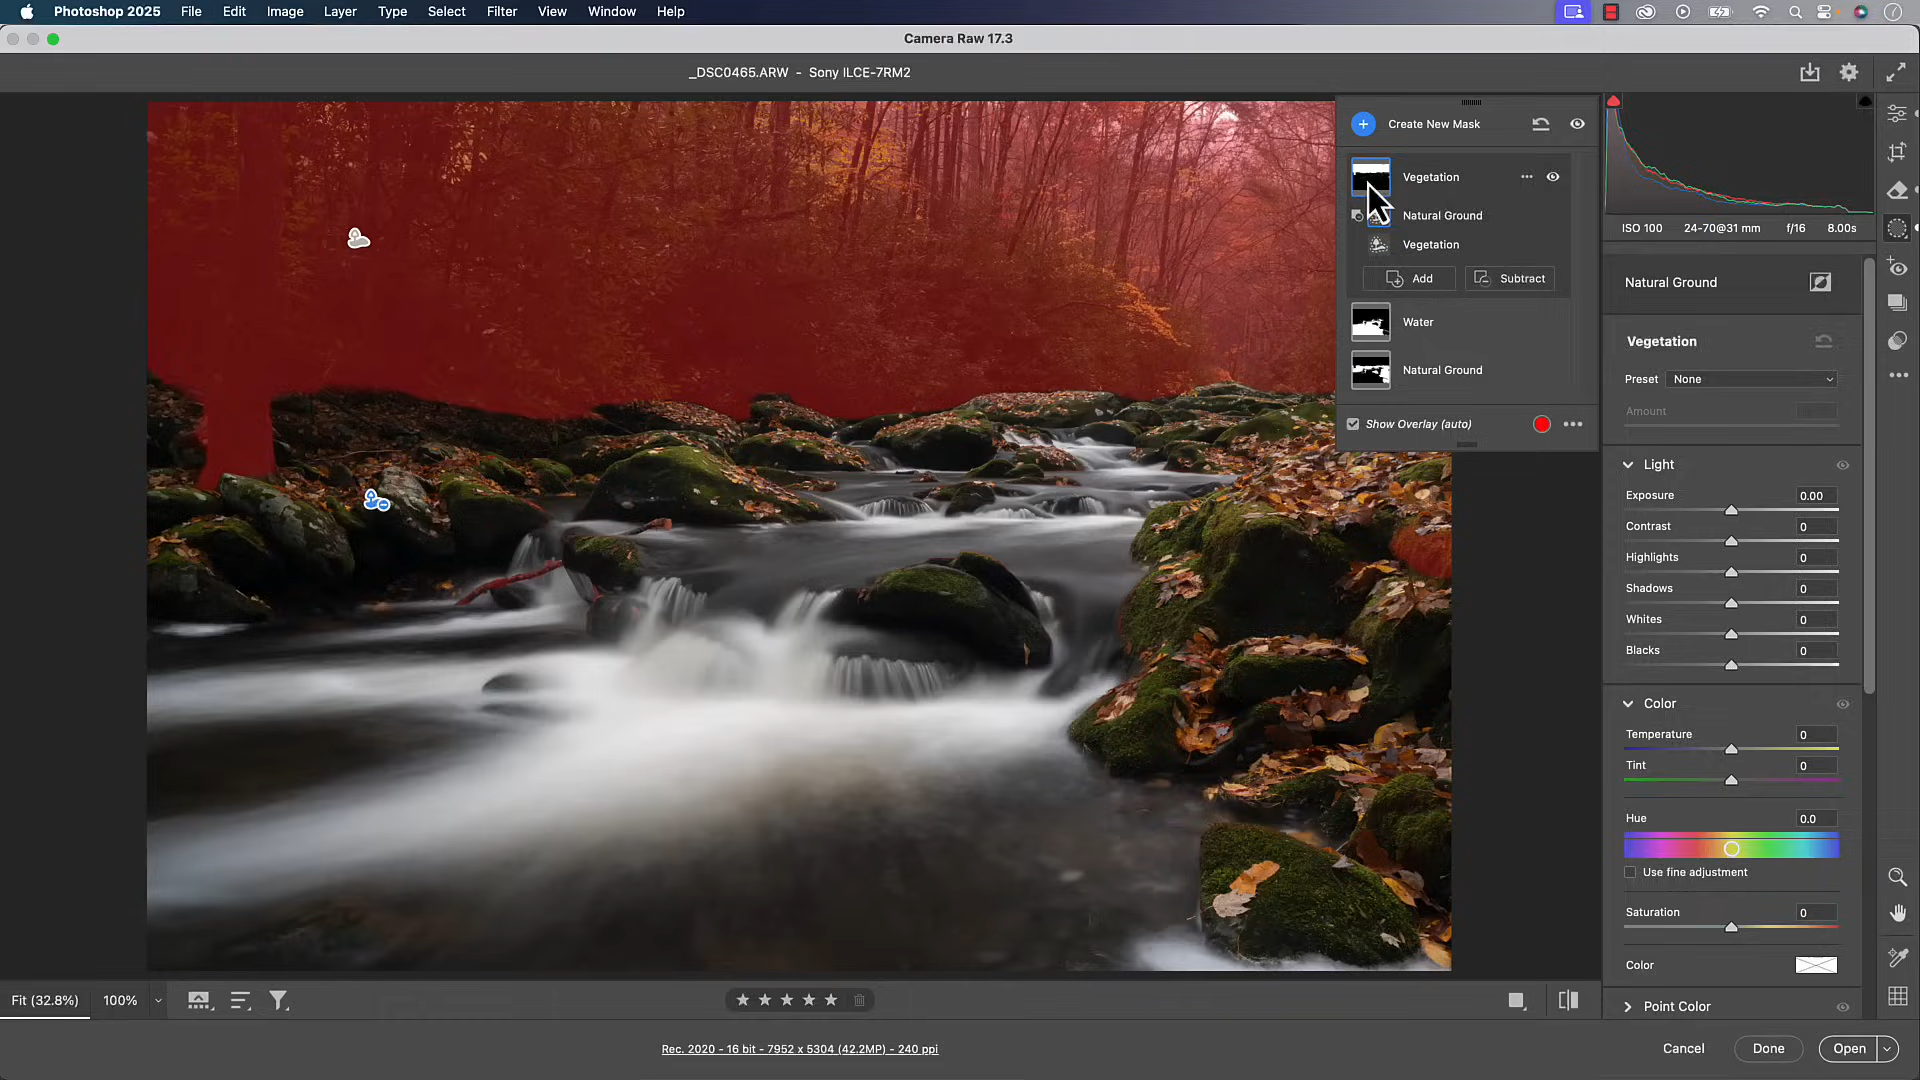 Photoshop 2025 File Edit Image Layer Type Select Filter View Window Help
Camera Raw 17.3
_DSC0465.ARW - Sony ILCE-7RM2
Create New Mask
Vegetation
Natural Ground
Vegetation
Add Subtract
Water
Natural Ground
Show Overlay (auto)
ISO 100 24-70@31 mm f/16 8.00s
Natural Ground
Vegetation
Preset None
Amount
Light
Exposure 0.00
Contrast 0
Highlights 0
Shadows 0
Whites 0
Blacks 0
Color
Temperature 0
Tint 0
Hue 0.0
Use fine adjustment
Saturation 0
Color
Point Color
Fit (32.8%) 100%
Rec. 2020 - 16 bit - 7952 x 5304 (42.2MP) - 240 ppi
Cancel Done Open